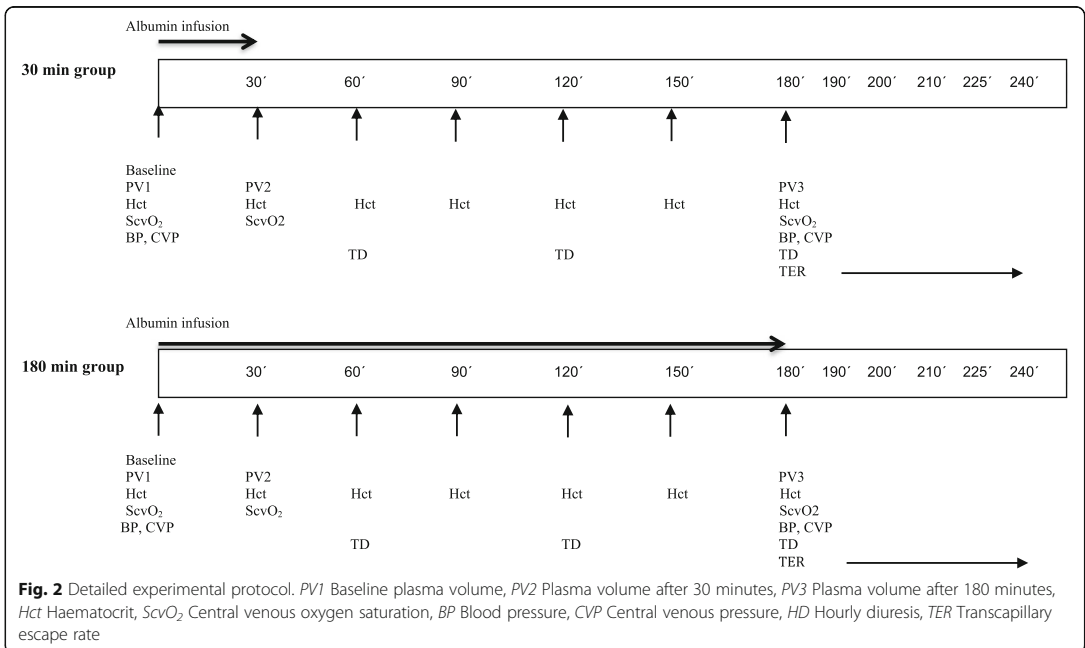 Albumin infusion
30 min group
30´ 60´ 90´ 120´ 150´ 180´ 190´ 200´ 210´ 225´ 240´
Baseline
PV1 PV2 PV3
Hct Hct Hct Hct Hct Hct Hct
ScvO₂ ScvO2 ScvO₂
BP, CVP BP, CVP
TD TD TD
TER
Albumin infusion
180 min group
30´ 60´ 90´ 120´ 150´ 180´ 190´ 200´ 210´ 225´ 240´
Baseline
PV1 PV2 PV3
Hct Hct Hct Hct Hct Hct Hct
ScvO₂ ScvO₂ ScvO2
BP, CVP BP, CVP
TD TD TD
TER
Fig. 2 Detailed experimental protocol. PV1 Baseline plasma volume, PV2 Plasma volume after 30 minutes, PV3 Plasma volume after 180 minutes,
Hct Haematocrit, ScvO₂ Central venous oxygen saturation, BP Blood pressure, CVP Central venous pressure, HD Hourly diuresis, TER Transcapillary
escape rate